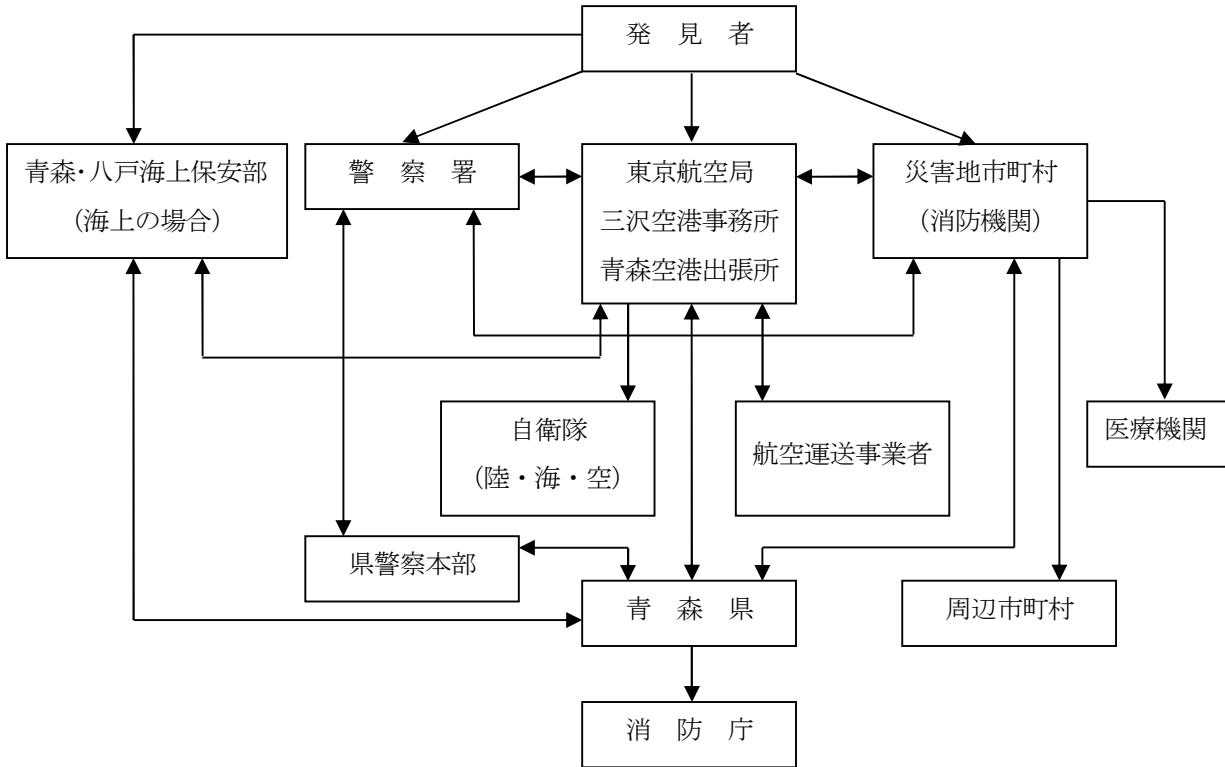 発 見 者
青森・八戸海上保安部
（海上の場合）
警 察 署
東京航空局
三沢空港事務所
青森空港出張所
災害地市町村
（消防機関）
自衛隊
（陸・海・空）
航空運送事業者
医療機関
県警察本部
青 森 県
周辺市町村
消 防 庁